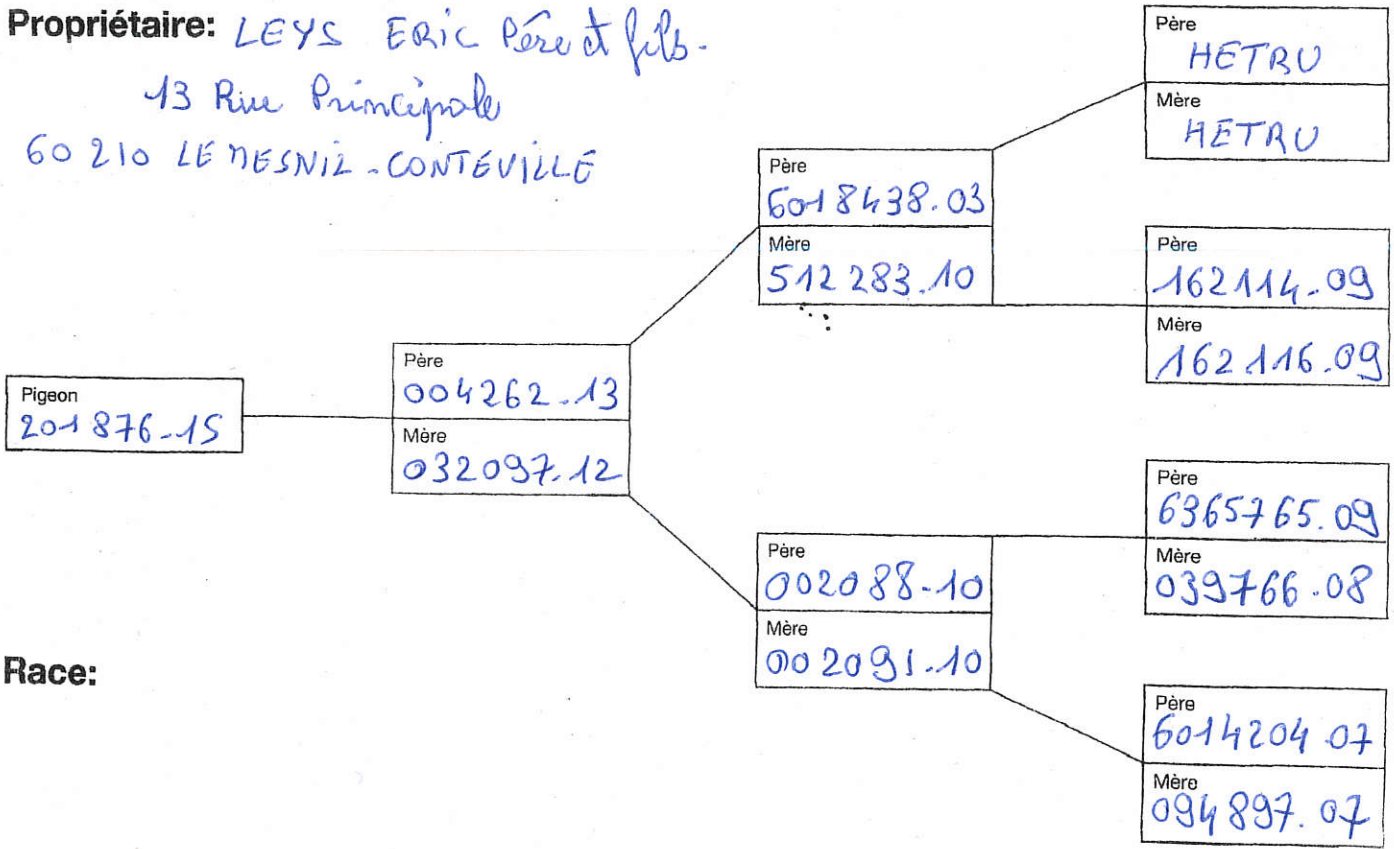 Propriétaire: LEYS ERIC Père et fils.
13 Rue Principale
60 210 LE MESNIL-CONTEVILLE
Père
HETRU
Mère
HETRU
Père
6018438.03
Mère
512 283.10
Père
162114.09
Mère
162 116.09
Père
004262.13
Mère
032097.12
Pigeon
201 876-15
Père
6365765.09
Mère
039766.08
Père
002088-10
Mère
002091.10
Père
6014204 07
Mère
094897.07
Race: